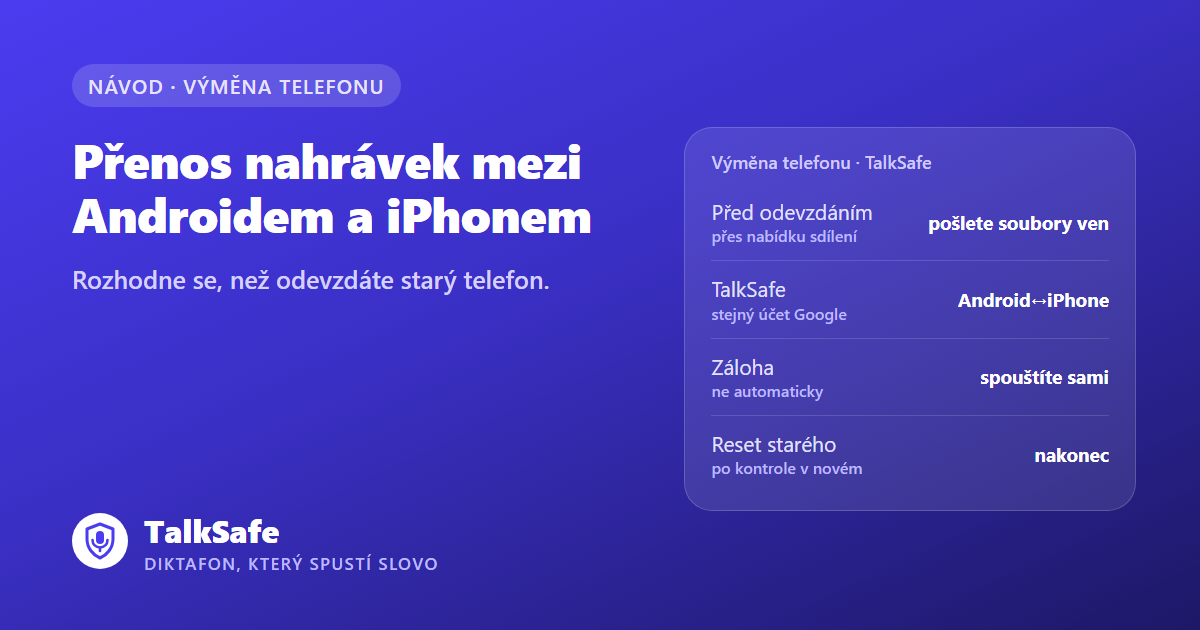 NÁVOD · VÝMĚNA TELEFONU
Přenos nahrávek mezi
Androidem a iPhonem
Rozhodne se, než odevzdáte starý telefon.
Výměna telefonu · TalkSafe
Před odevzdáním
přes nabídku sdílení
pošlete soubory ven
TalkSafe
stejný účet Google
Android↔iPhone
Záloha
ne automaticky
spouštíte sami
Reset starého
po kontrole v novém
nakonec
TalkSafe
DIKTAFON, KTERÝ SPUSTÍ SLOVO